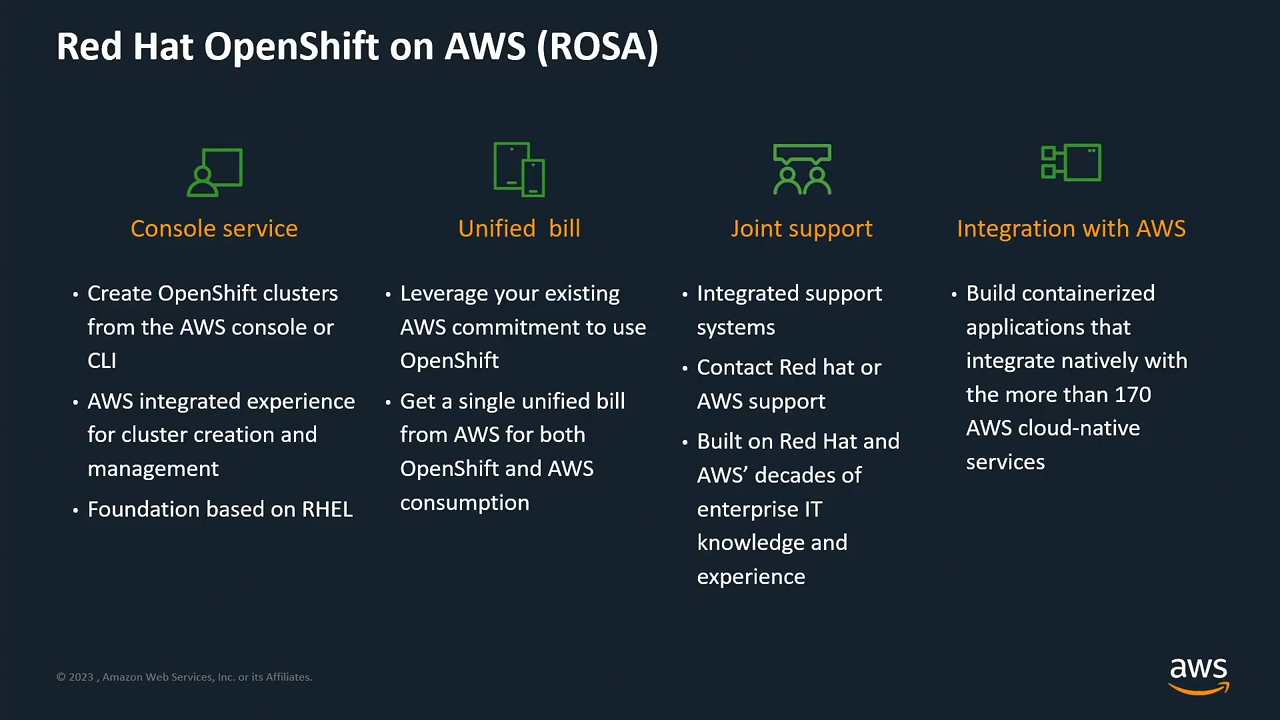 Red Hat OpenShift on AWS (ROSA)
Console service
• Create OpenShift clusters
from the AWS console or
CLI
• AWS integrated experience
for cluster creation and
management
• Foundation based on RHEL
Unified bill
• Leverage your existing
AWS commitment to use
OpenShift
• Get a single unified bill
from AWS for both
OpenShift and AWS
consumption
Joint support
• Integrated support
systems
• Contact Red hat or
AWS support
• Built on Red Hat and
AWS’ decades of
enterprise IT
knowledge and
experience
Integration with AWS
• Build containerized
applications that
integrate natively with
the more than 170
AWS cloud-native
services
© 2023 , Amazon Web Services, Inc. or its Affiliates.
aws